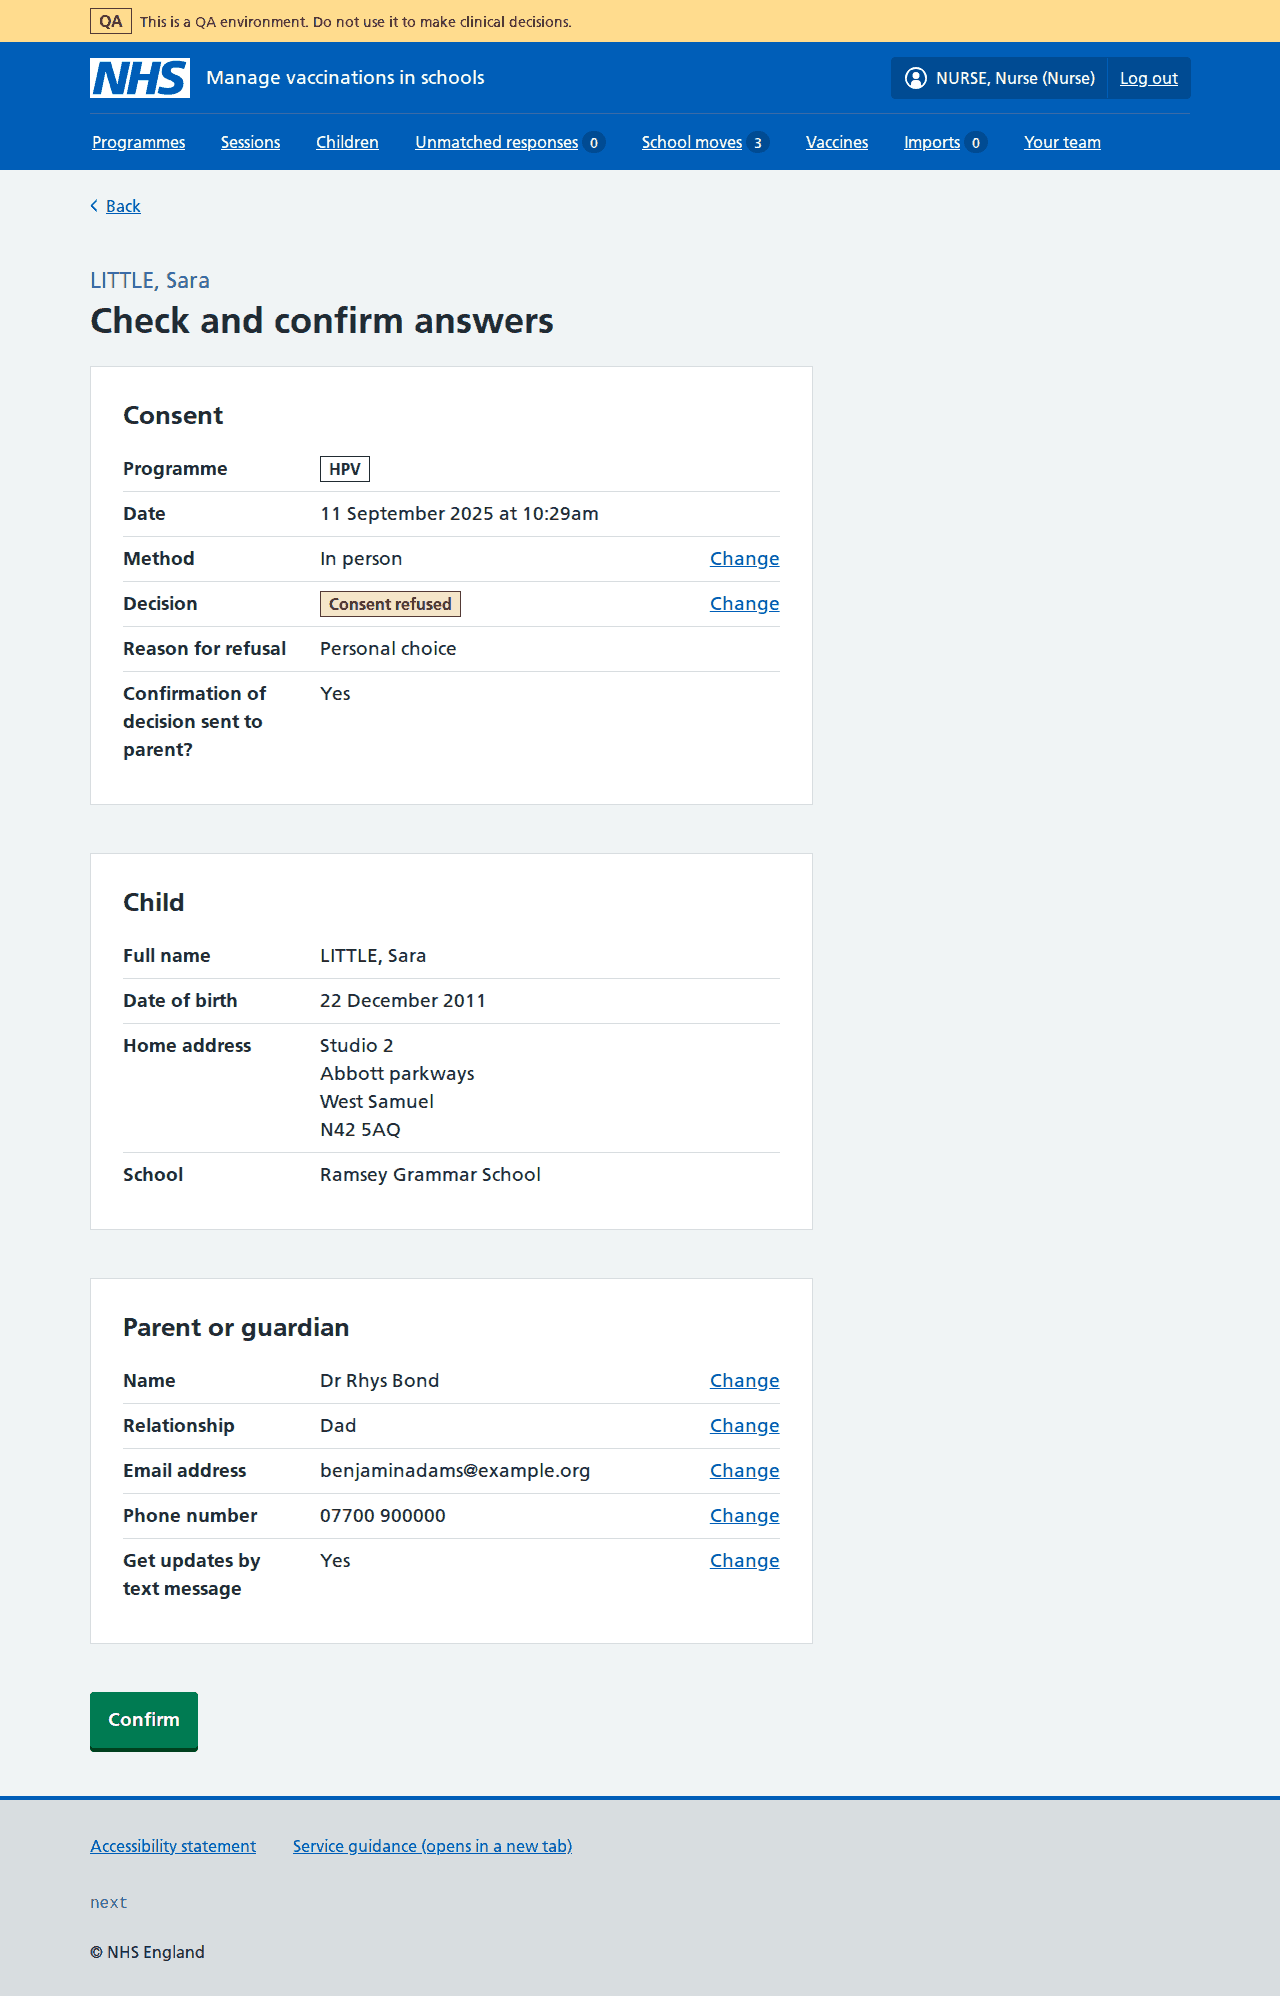 QA This is a QA environment. Do not use it to make clinical decisions.
NHS Manage vaccinations in schools NURSE, Nurse (Nurse) Log out
Programmes Sessions Children Unmatched responses 0 School moves 3 Vaccines Imports 0 Your team
Back
LITTLE, Sara
Check and confirm answers
Consent
Programme HPV
Date 11 September 2025 at 10:29am
Method In person Change
Decision Consent refused Change
Reason for refusal Personal choice
Confirmation of Yes
decision sent to
parent?
Child
Full name LITTLE, Sara
Date of birth 22 December 2011
Home address Studio 2
Abbott parkways
West Samuel
N42 5AQ
School Ramsey Grammar School
Parent or guardian
Name Dr Rhys Bond Change
Relationship Dad Change
Email address benjaminadams@example.org Change
Phone number 07700 900000 Change
Get updates by Yes Change
text message
Confirm
Accessibility statement Service guidance (opens in a new tab)
next
© NHS England